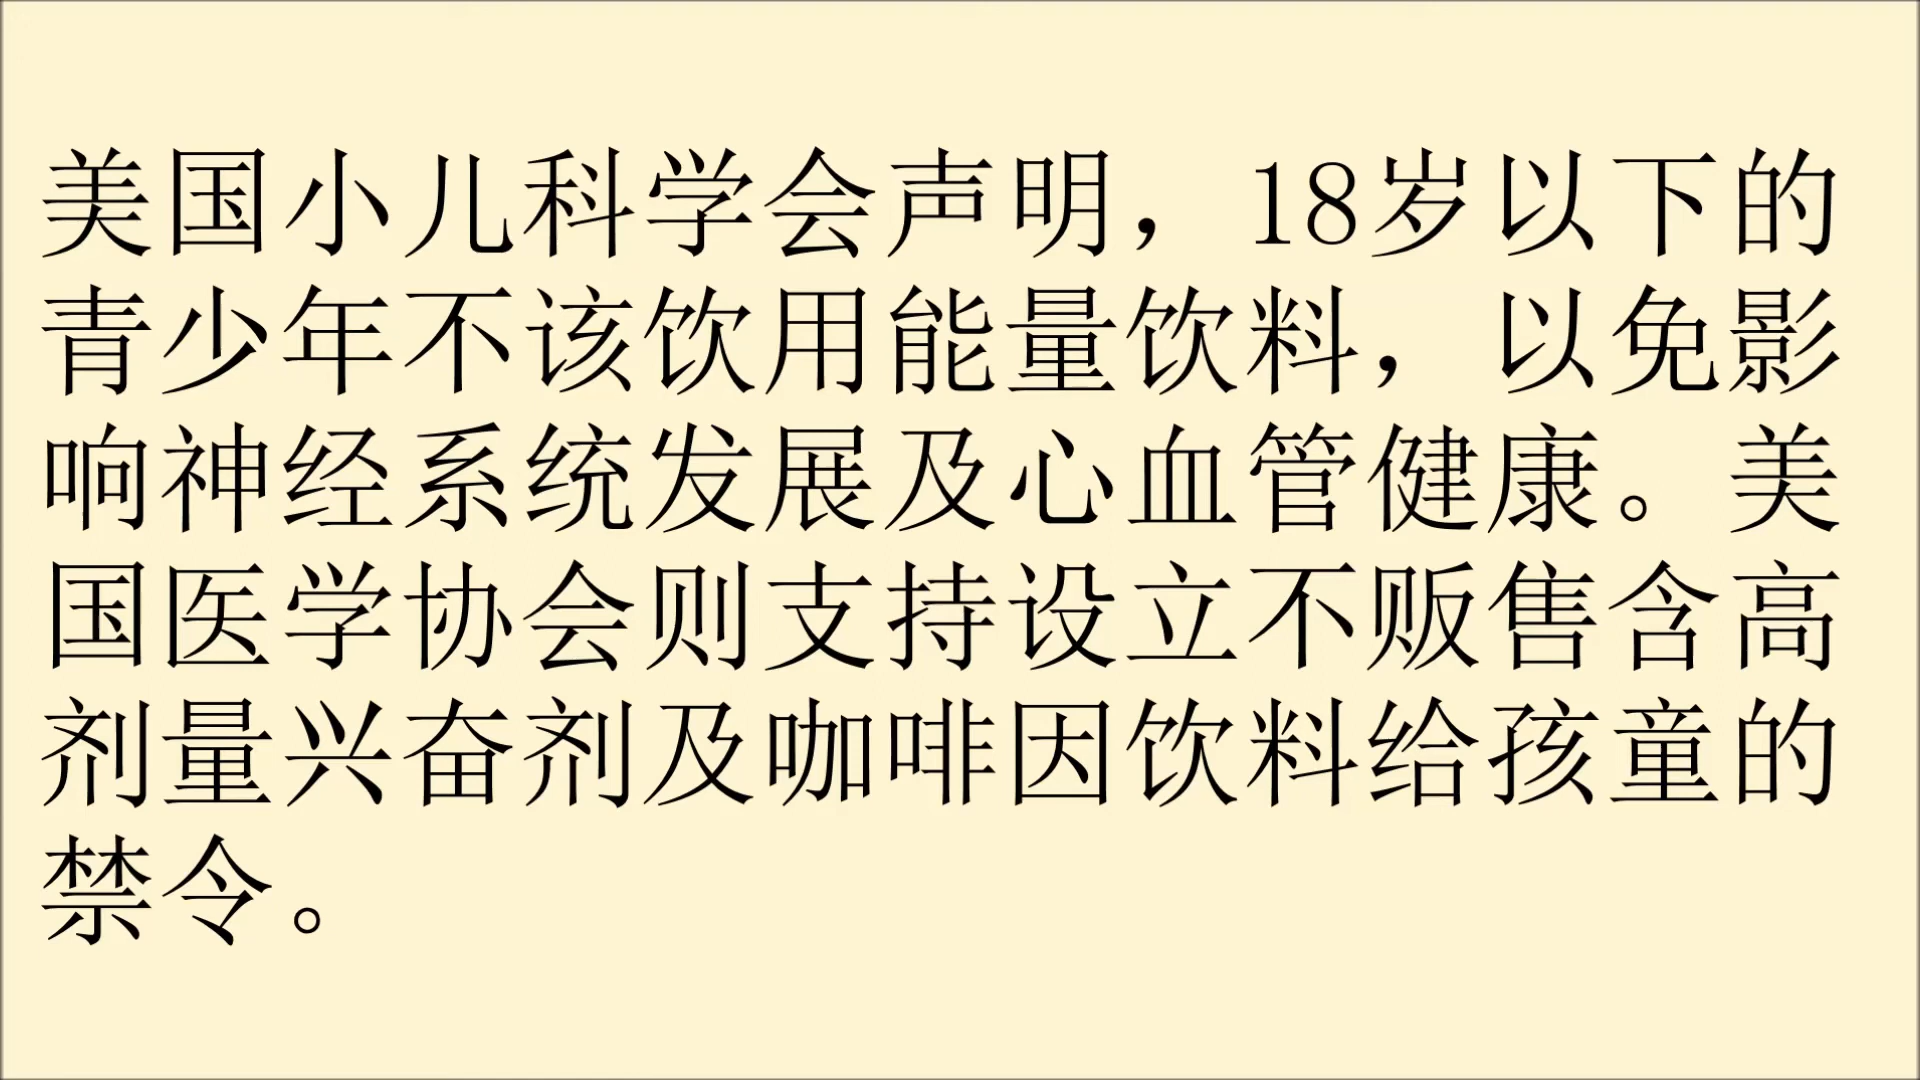 美国小儿科学会声明，18岁以下的
青少年不该饮用能量饮料，以免影
响神经系统发展及心血管健康。美
国医学协会则支持设立不贩售含高
剂量兴奋剂及咖啡因饮料给孩童的
禁令。